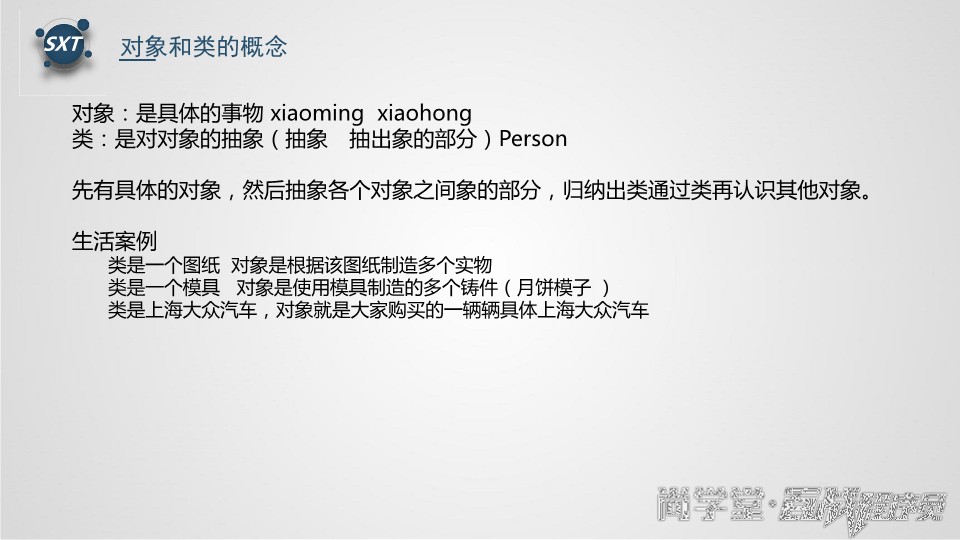 SXT
对象和类的概念
对象：是具体的事物 xiaoming xiaohong
类：是对对象的抽象（抽象 抽出象的部分）Person
先有具体的对象，然后抽象各个对象之间象的部分，归纳出类通过类再认识其他对象。
生活案例
类是一个图纸 对象是根据该图纸制造多个实物
类是一个模具 对象是使用模具制造的多个铸件（月饼模子 ）
类是上海大众汽车，对象就是大家购买的一辆辆具体上海大众汽车
尚学堂·